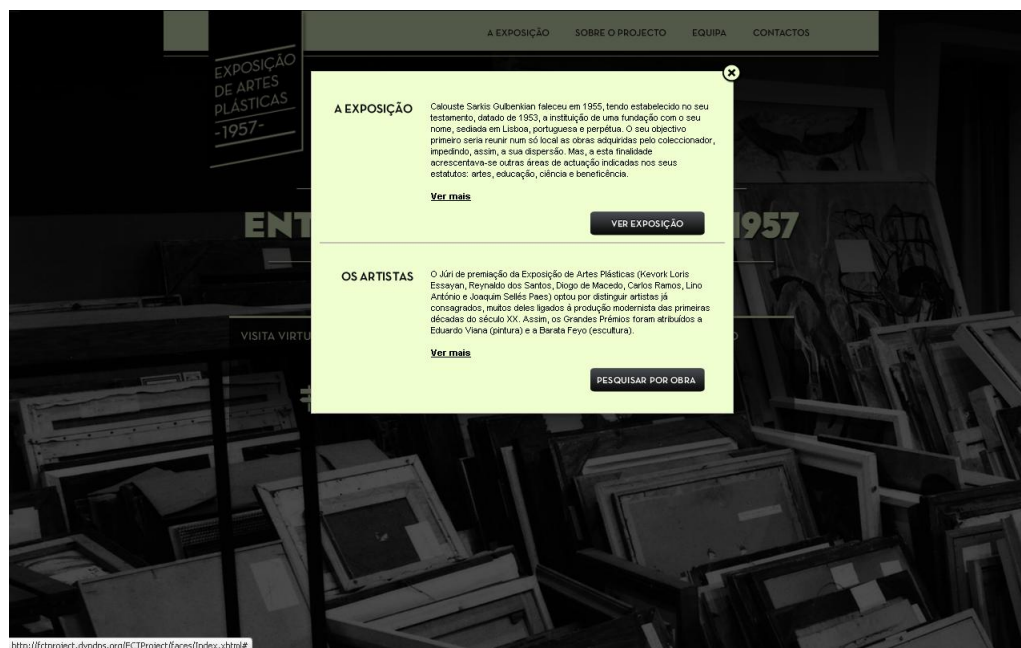 A EXPOSIÇÃO SOBRE O PROJECTO EQUIPA CONTACTOS
EXPOSIÇÃO
DE ARTES
PLÁSTICAS
-1957-
A EXPOSIÇÃO
Calouste Sarkis Gulbenkian faleceu em 1955, tendo estabelecido no seu
testamento, datado de 1953, a instituição de uma fundação com o seu
nome, sediada em Lisboa, portuguesa e perpétua. O seu objectivo
primeiro seria reunir num só local as obras adquiridas pelo coleccionador,
impedindo, assim, a sua dispersão. Mas, a esta finalidade
acrescentava-se outras áreas de actuação indicadas nos seus
estatutos: artes, educação, ciência e beneficência.
Ver mais
VER EXPOSIÇÃO
ENT 1957
OS ARTISTAS
O Júri de premiação da Exposição de Artes Plásticas (Kevork Loris
Essayan, Reynaldo dos Santos, Diogo de Macedo, Carlos Ramos, Lino
António e Joaquim Sellés Paes) optou por distinguir artistas já
consagrados, muitos deles ligados à produção modernista das primeiras
décadas do século XX. Assim, os Grandes Prémios foram atribuídos a
Eduardo Viana (pintura) e a Barata Feyo (escultura).
Ver mais
PESQUISAR POR OBRA
VISITA VIRTU
http://fctproject.dyndns.org/FCTProject/faces/Index.xhtml#